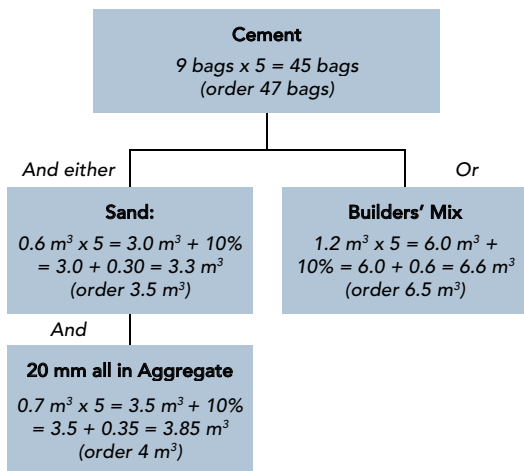 Cement
9 bags x 5 = 45 bags
(order 47 bags)
And either
Or
Sand:
0.6 m³ x 5 = 3.0 m³ + 10%
= 3.0 + 0.30 = 3.3 m³
(order 3.5 m³)
Builders’ Mix
1.2 m³ x 5 = 6.0 m³ +
10% = 6.0 + 0.6 = 6.6 m³
(order 6.5 m³)
And
20 mm all in Aggregate
0.7 m³ x 5 = 3.5 m³ + 10%
= 3.5 + 0.35 = 3.85 m³
(order 4 m³)